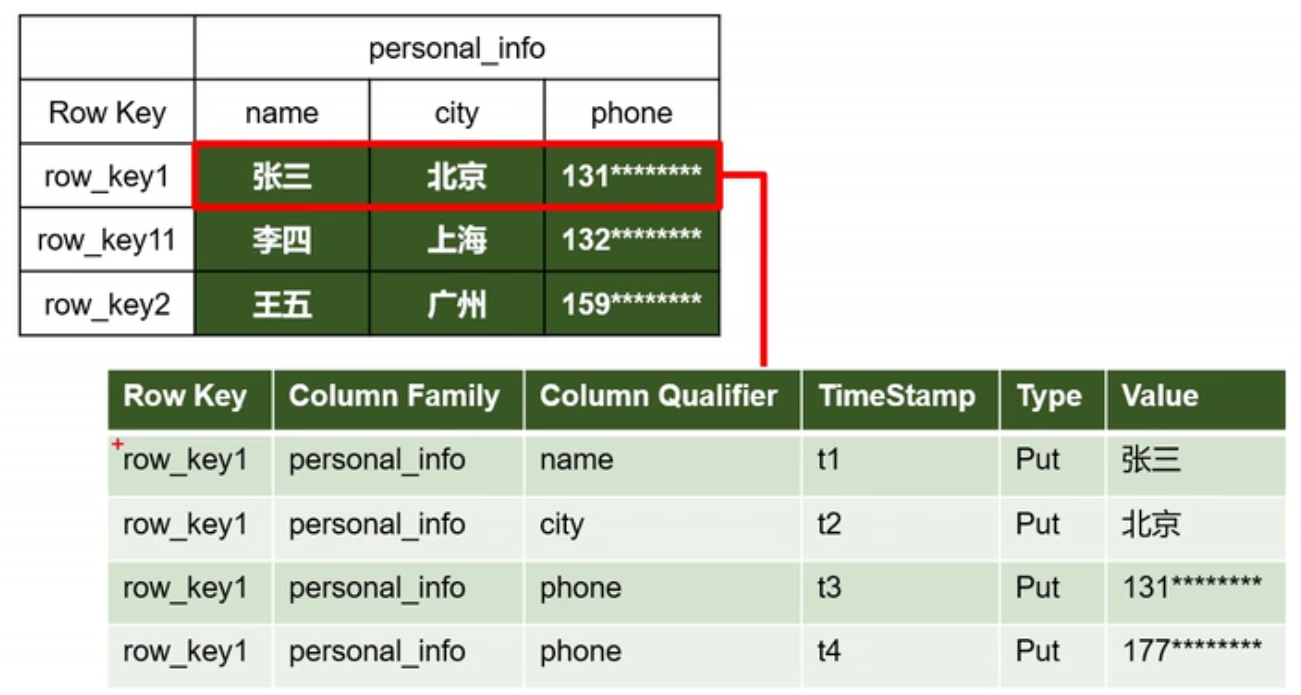 personal_info
Row Key name city phone
row_key1 张三 北京 131********
row_key11 李四 上海 132********
row_key2 王五 广州 159********
Row Key Column Family Column Qualifier TimeStamp Type Value
row_key1 personal_info name t1 Put 张三
row_key1 personal_info city t2 Put 北京
row_key1 personal_info phone t3 Put 131********
row_key1 personal_info phone t4 Put 177********